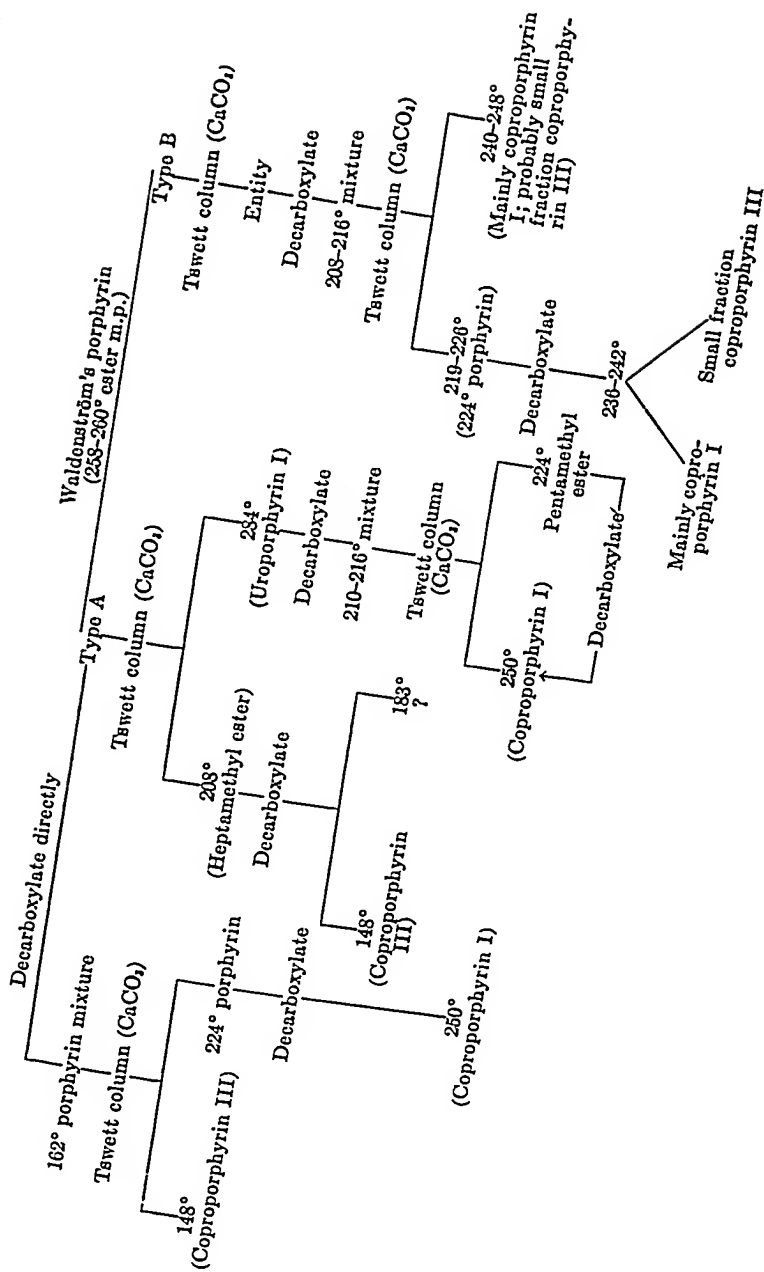 Waldenström's porphyrin
(258–260° ester m.p.)
Decarboxylate directly
Type A
Type B
162° porphyrin mixture
Tswett column (CaCO₃)
148°
(Coproporphyrin III)
224° porphyrin
Decarboxylate
250°
(Coproporphyrin I)
Tswett column (CaCO₃)
208°
(Heptamethyl ester)
Decarboxylate
148°
(Coproporphyrin
III)
183°
?
284°
(Uroporphyrin I)
Decarboxylate
210–216° mixture
Tswett column
(CaCO₃)
250°
(Coproporphyrin I)
224°
Pentamethyl
ester
Decarboxylate
Tswett column (CaCO₃)
Entity
Decarboxylate
208–216° mixture
Tswett column (CaCO₃)
219–226°
(224° porphyrin)
Decarboxylate
236–242°
Mainly copro-
porphyrin I
Small fraction
coproporphyrin III
240–248°
(Mainly coproporphyrin
I; probably small
fraction coproporphy-
rin III)